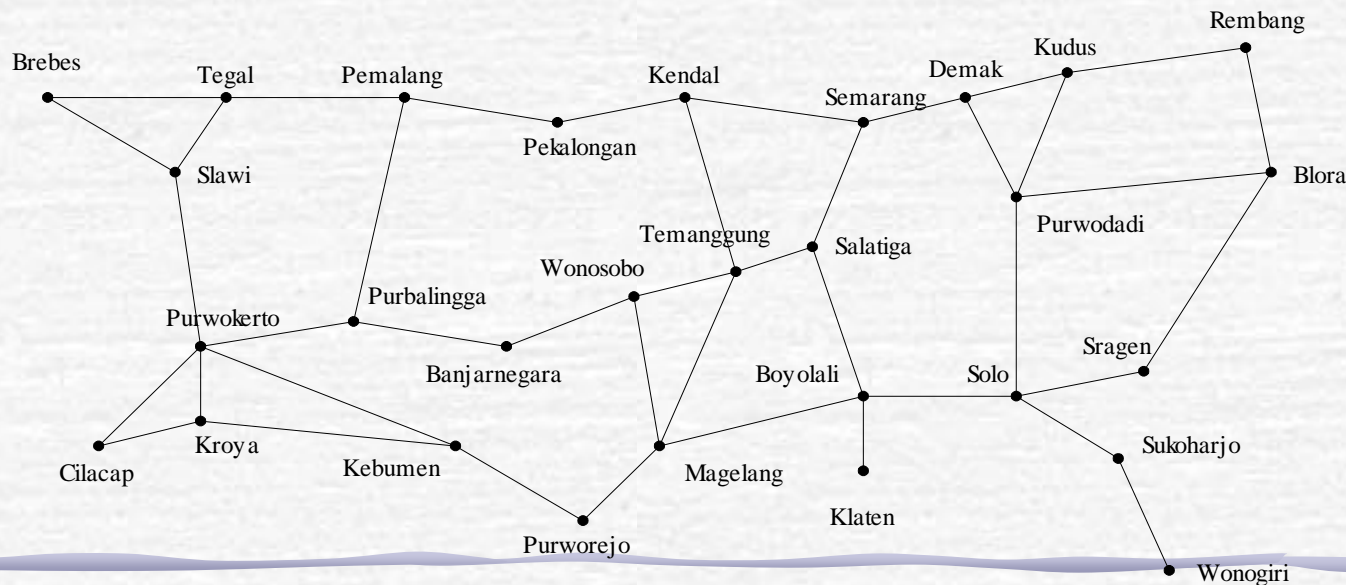 Rembang
Kudus
Brebes
Tegal
Pemalang
Kendal
Demak
Semarang
Pekalongan
Slawi
Blora
Purwodadi
Temanggung
Salatiga
Wonosobo
Purbalingga
Purwokerto
Sragen
Banjarnegara
Boyolali
Solo
Kroya
Sukoharjo
Cilacap
Kebumen
Magelang
Klaten
Purworejo
Wonogiri